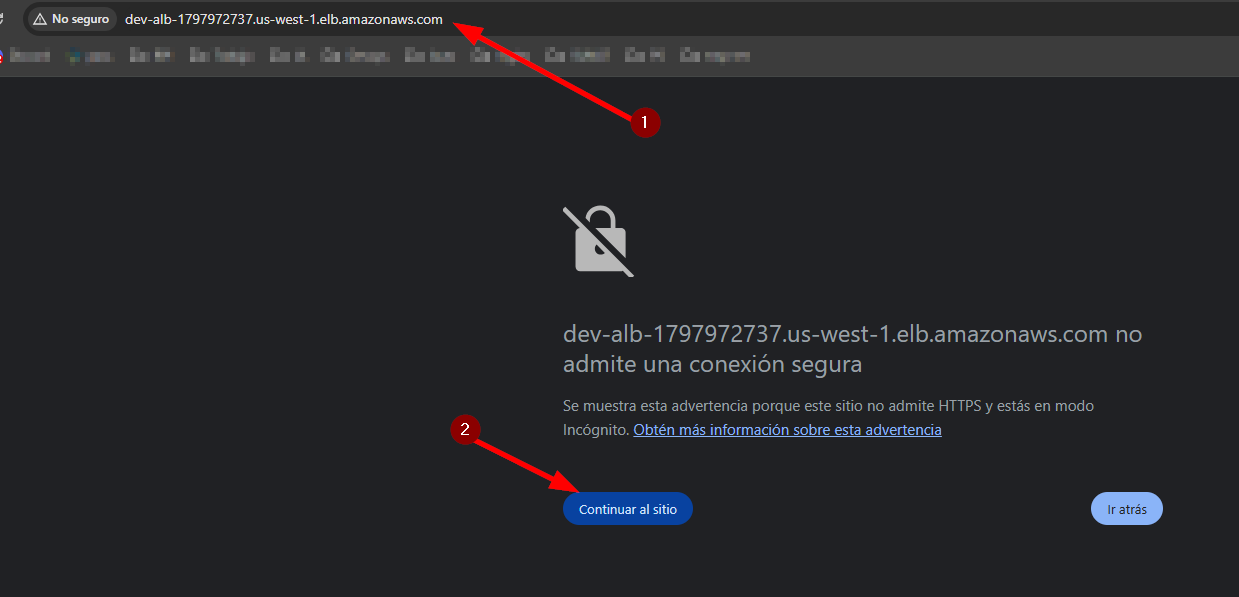 No seguro dev-alb-1797972737.us-west-1.elb.amazonaws.com
1
dev-alb-1797972737.us-west-1.elb.amazonaws.com no
admite una conexión segura
Se muestra esta advertencia porque este sitio no admite HTTPS y estás en modo
Incógnito. Obtén más información sobre esta advertencia
2
Continuar al sitio Ir atrás